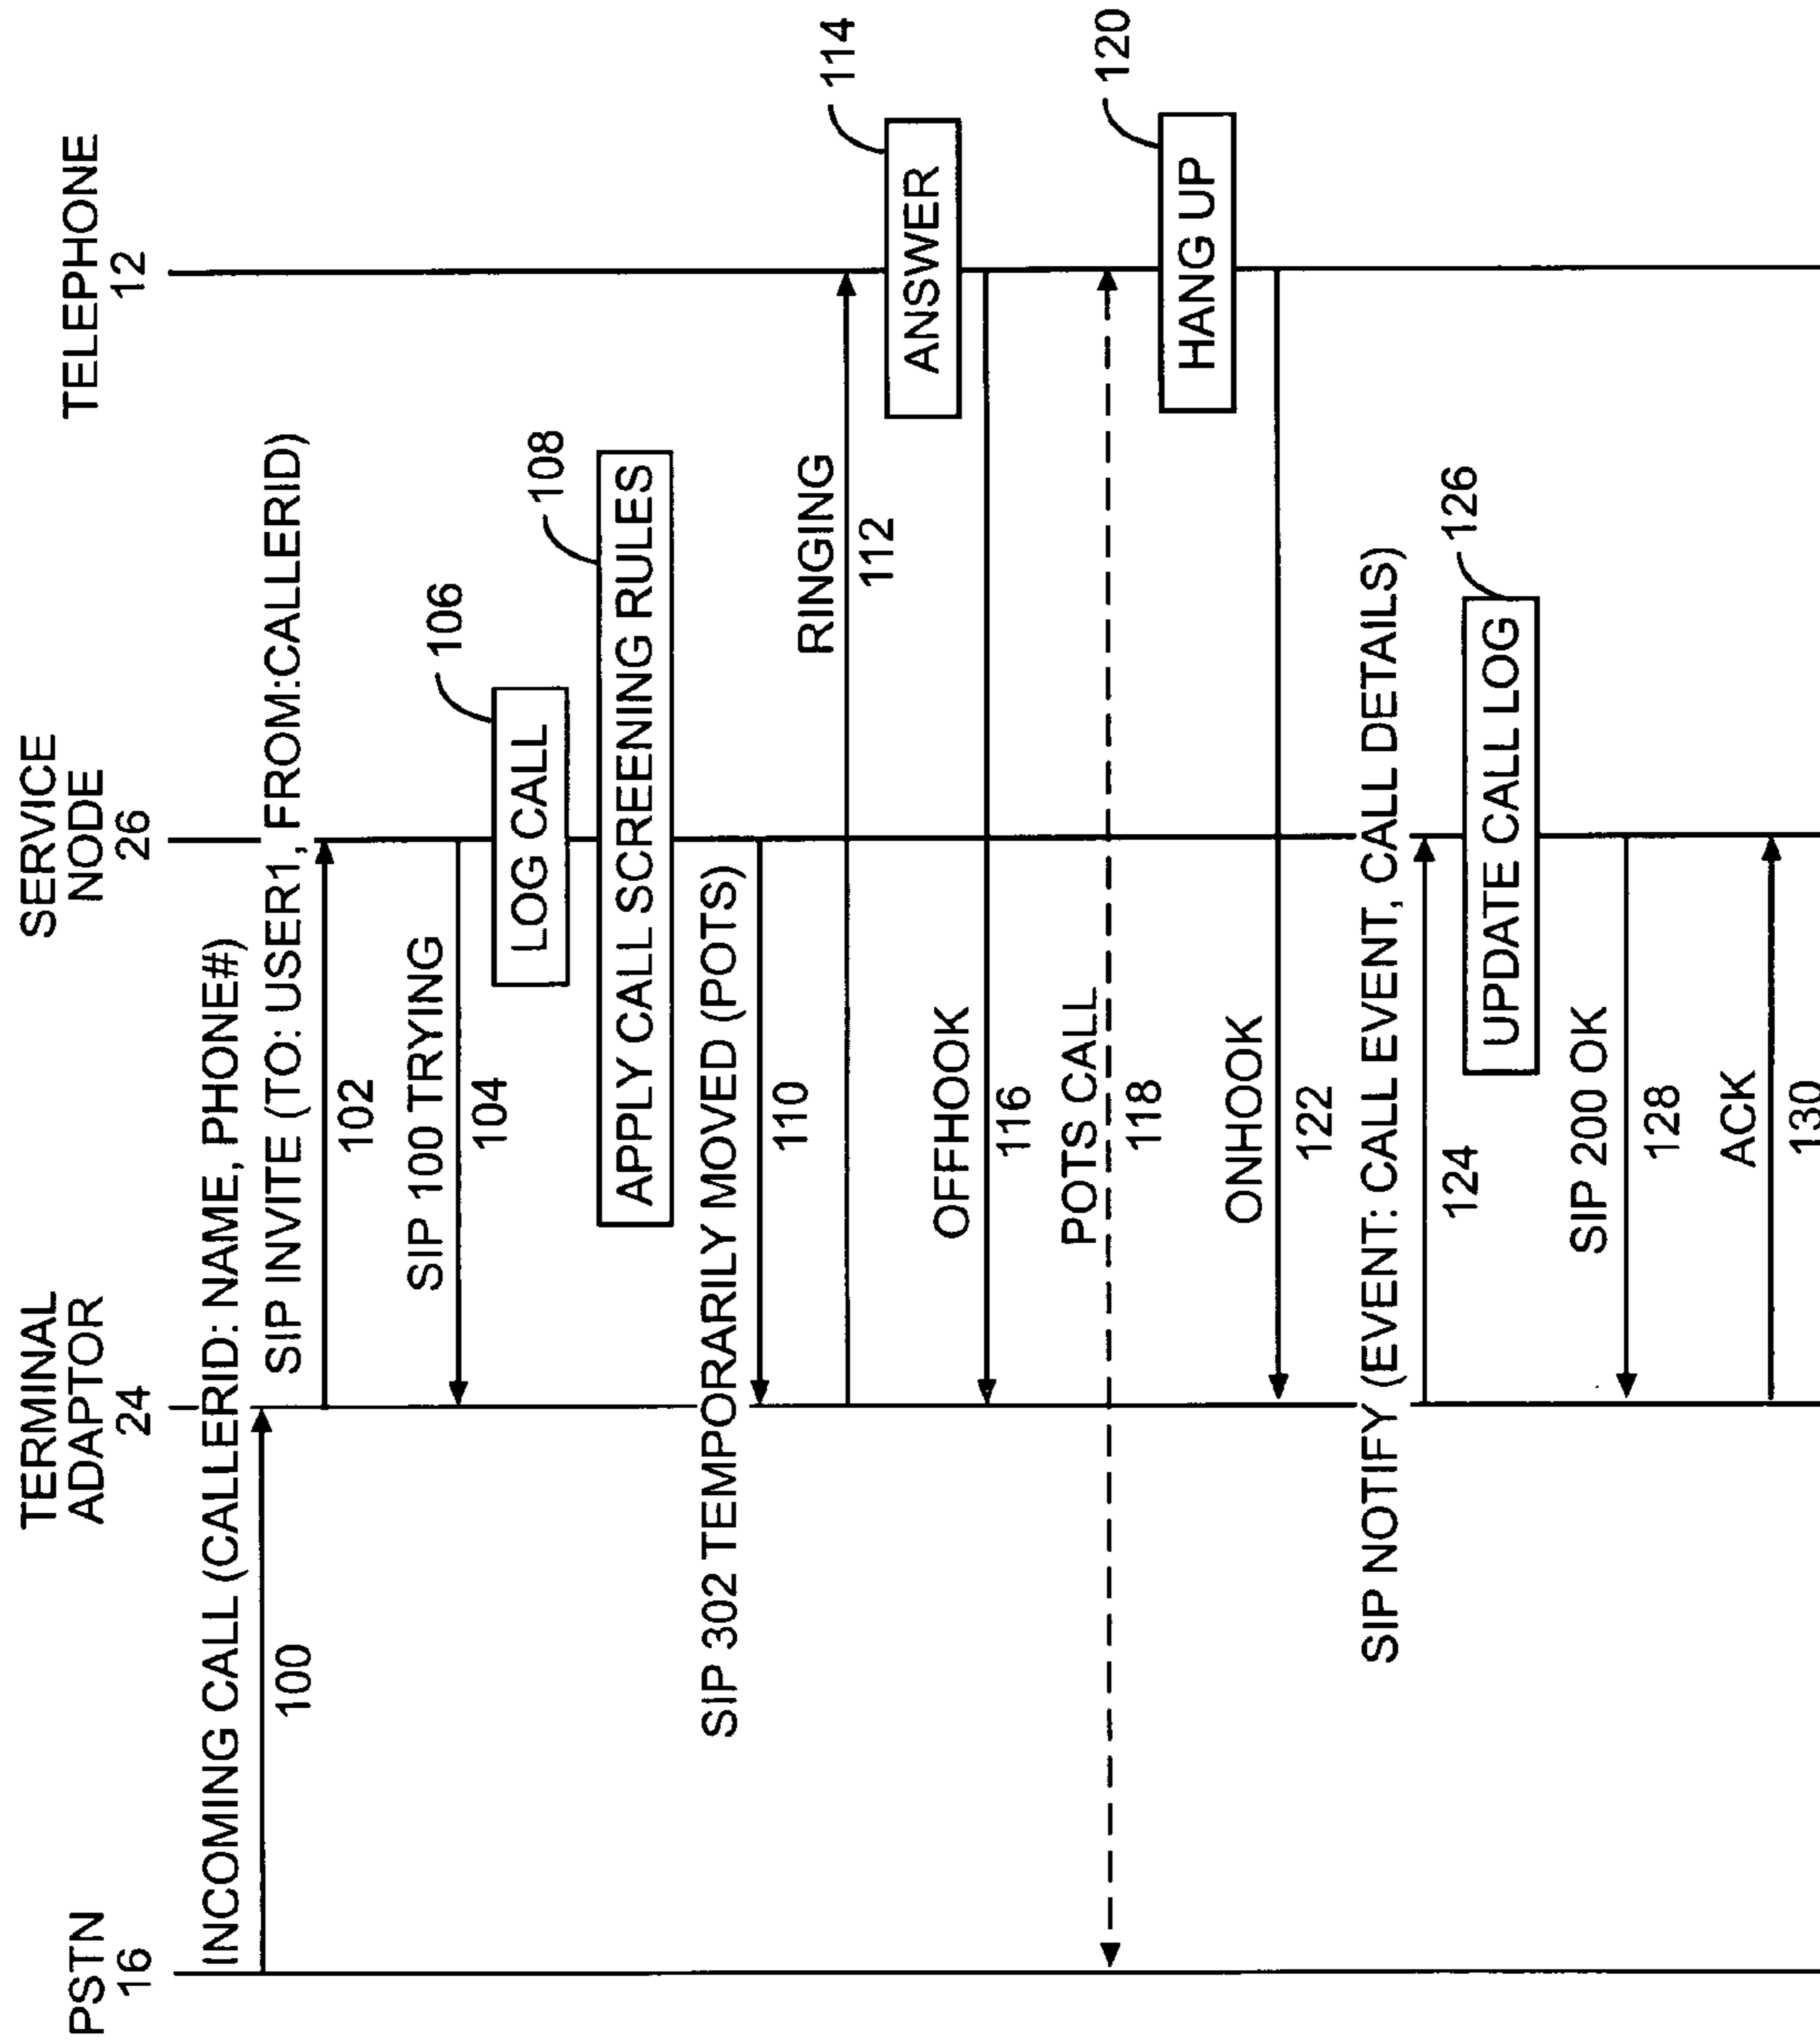 PSTN
16
TERMINAL
ADAPTOR
24
SERVICE
NODE
26
TELEPHONE
12
INCOMING CALL (CALLERID: NAME, PHONE#)
100
SIP INVITE (TO: USER1, FROM:CALLERID)
102
SIP 100 TRYING
104
LOG CALL
106
APPLY CALL SCREENING RULES
108
SIP 302 TEMPORARILY MOVED (POTS)
110
RINGING
112
ANSWER
114
OFFHOOK
116
POTS CALL
118
HANG UP
120
ONHOOK
122
SIP NOTIFY (EVENT: CALL EVENT, CALL DETAILS)
124
UPDATE CALL LOG
126
SIP 200 OK
128
ACK
130